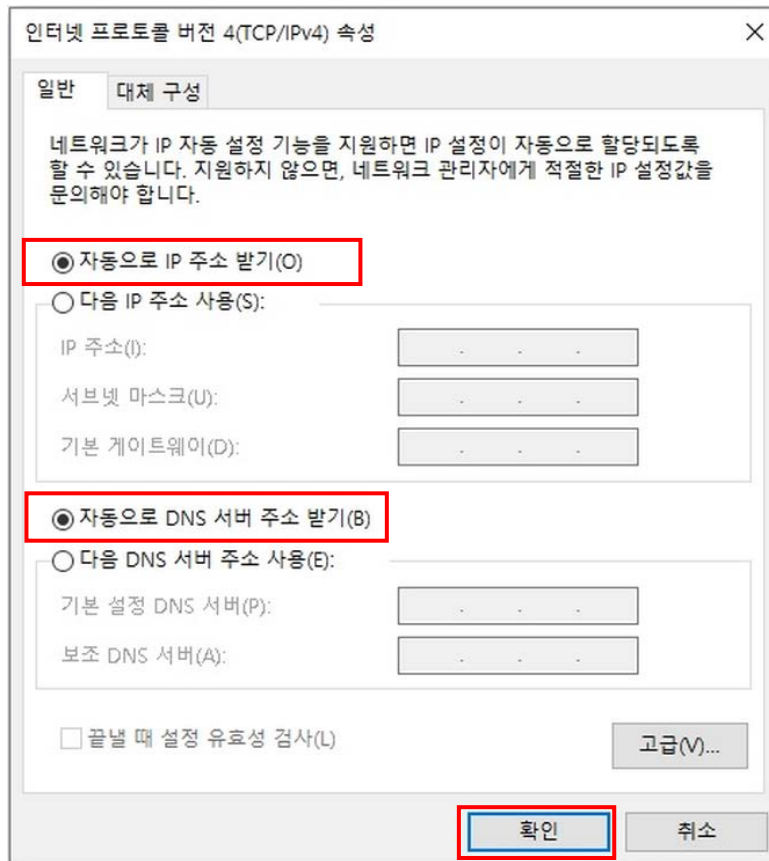 인터넷 프로토콜 버전 4(TCP/IPv4) 속성
일반
대체 구성
네트워크가 IP 자동 설정 기능을 지원하면 IP 설정이 자동으로 할당되도록
할 수 있습니다. 지원하지 않으면, 네트워크 관리자에게 적절한 IP 설정값을
문의해야 합니다.
자동으로 IP 주소 받기(O)
다음 IP 주소 사용(S):
IP 주소(I):
서브넷 마스크(U):
기본 게이트웨이(D):
자동으로 DNS 서버 주소 받기(B)
다음 DNS 서버 주소 사용(E):
기본 설정 DNS 서버(P):
보조 DNS 서버(A):
끝낼 때 설정 유효성 검사(L)
고급(V)...
확인
취소